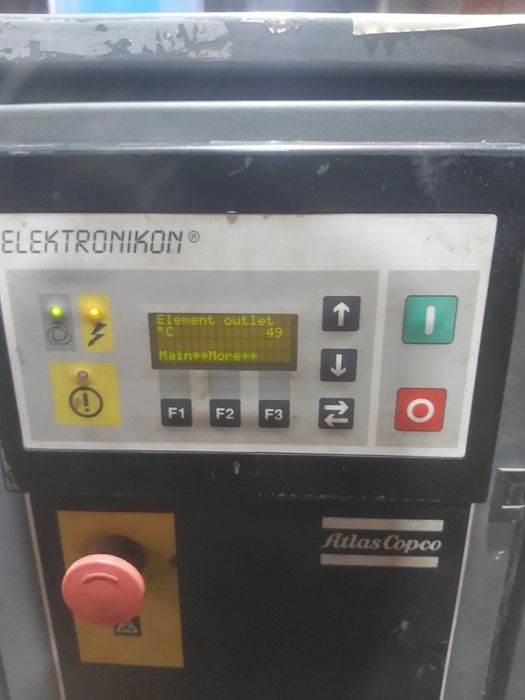 ELEKTRONIKON®
Element outlet
°C 49
Main**More**
F1 F2 F3
Atlas Copco